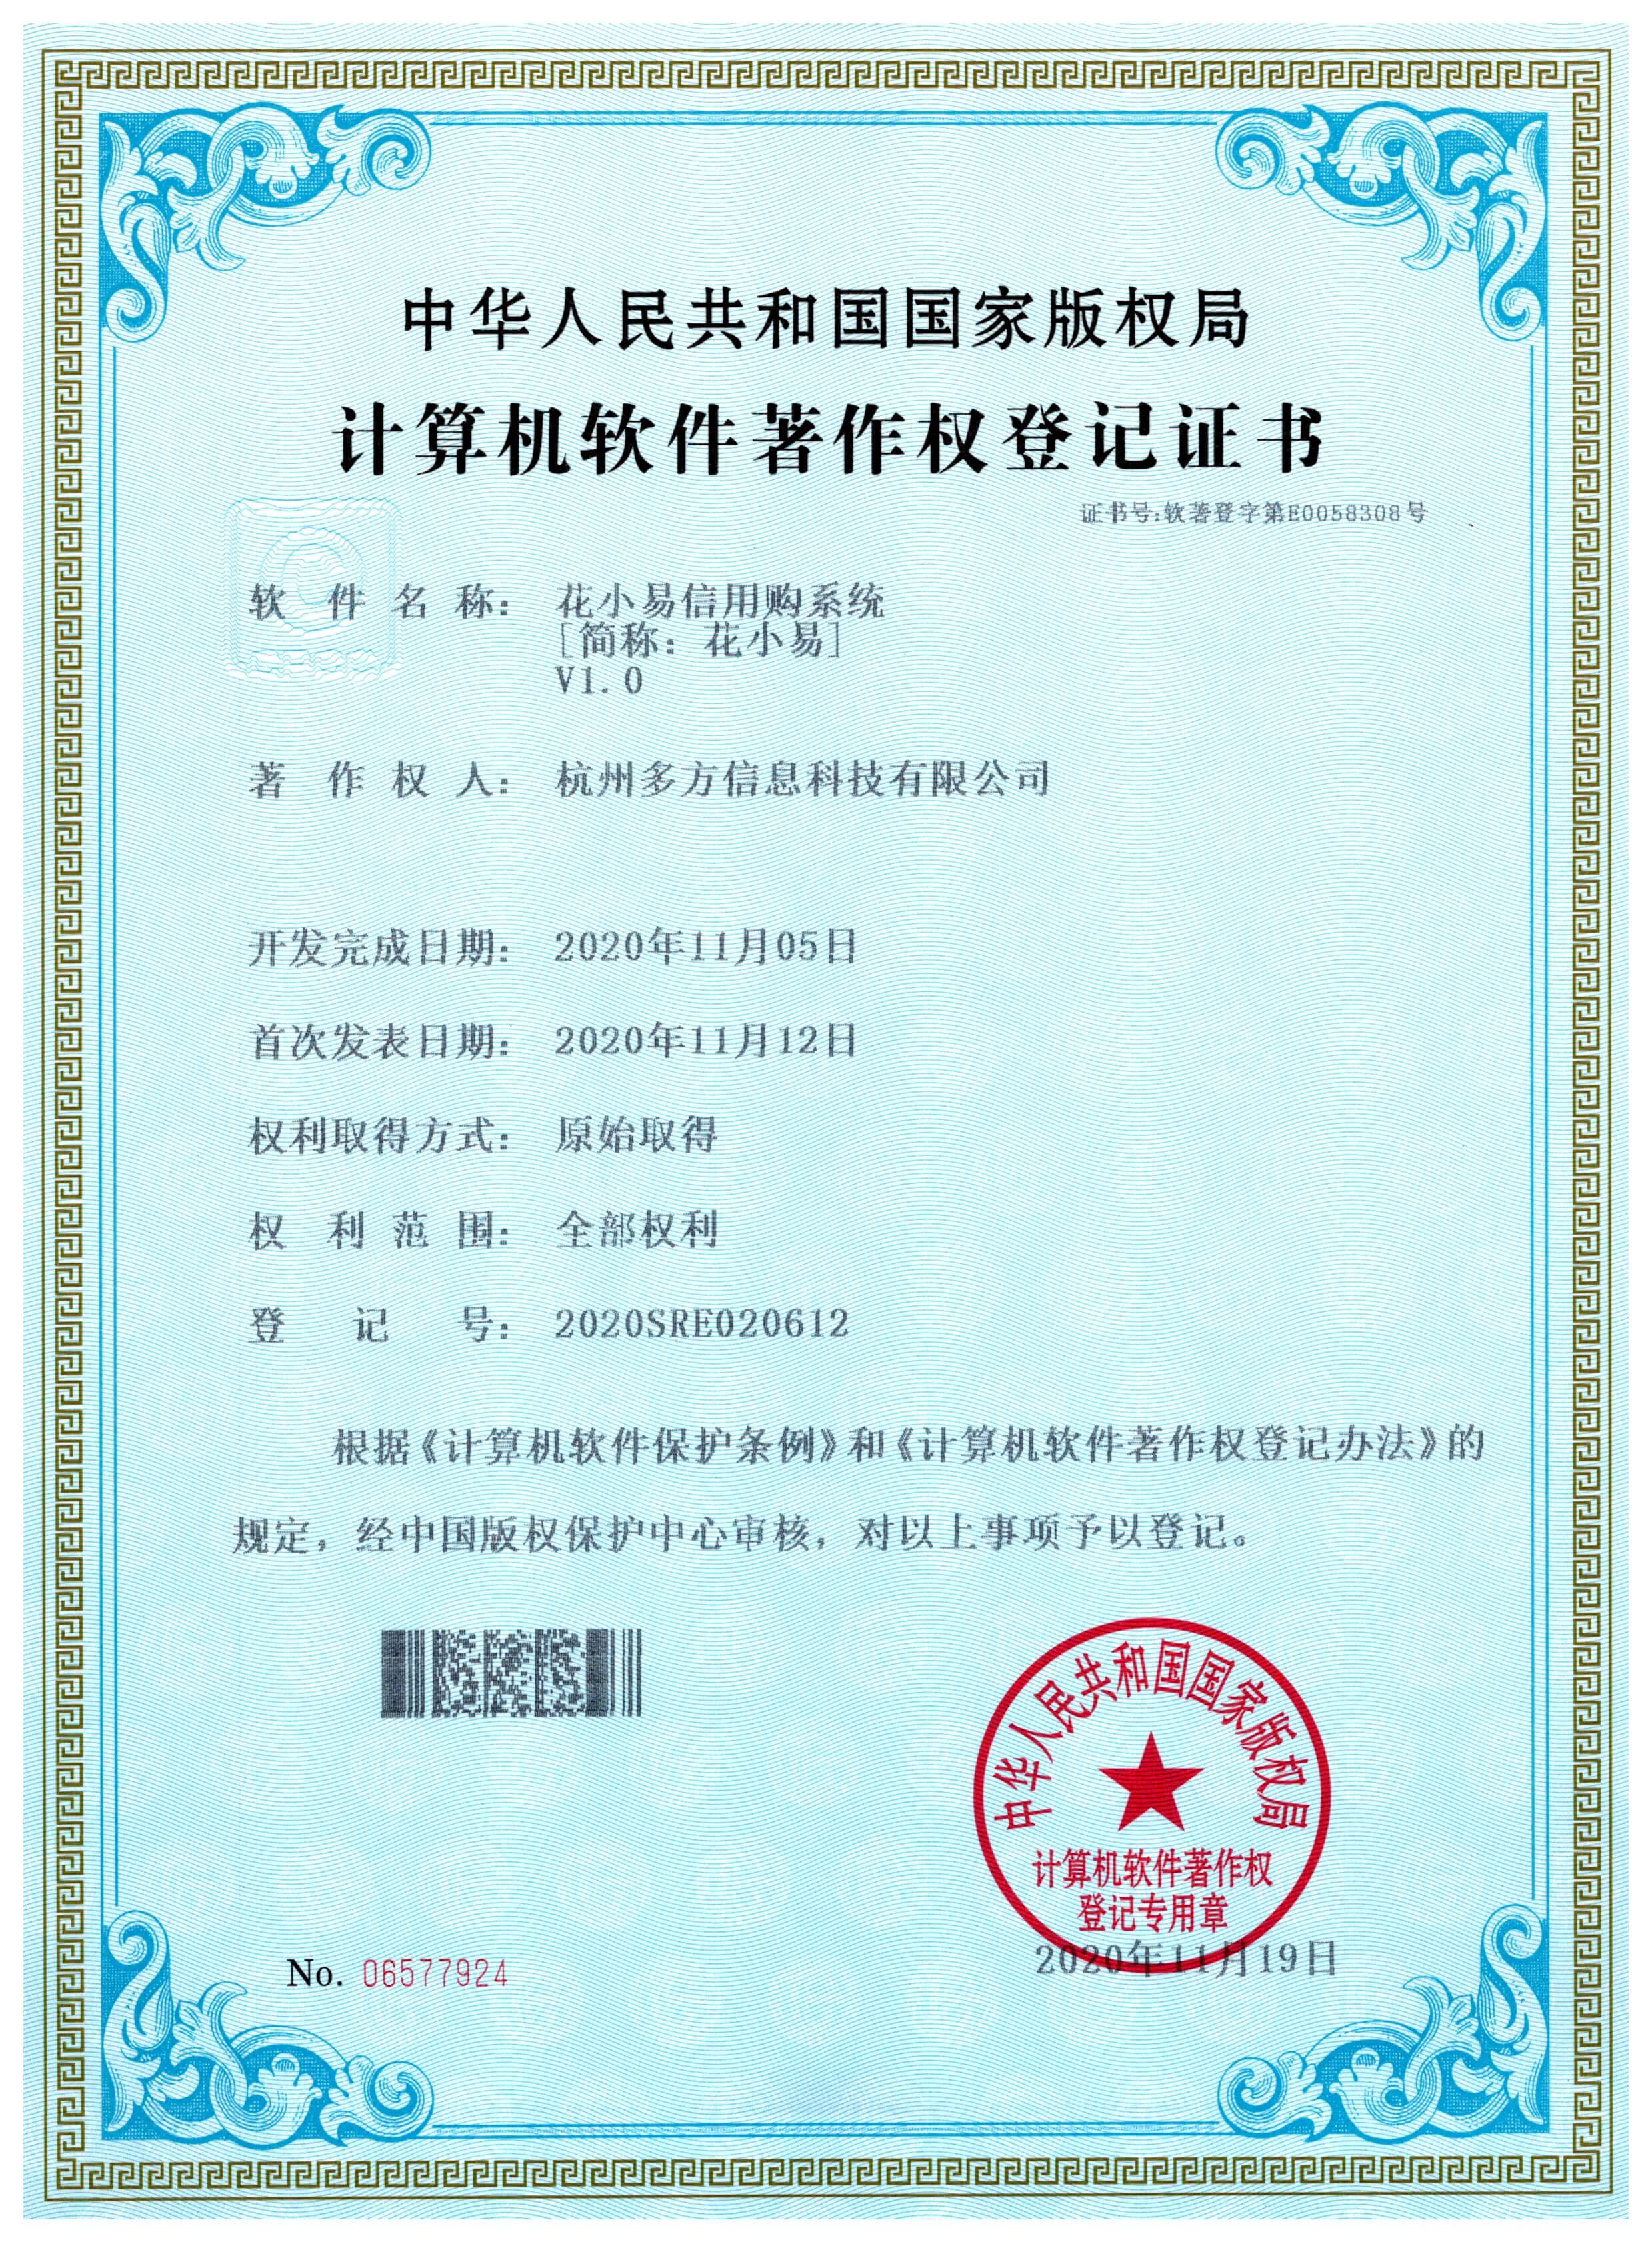 中华人民共和国国家版权局
计算机软件著作权登记证书
证书号:软著登字第E0058308号
软件名称： 花小易信用购系统
[简称：花小易]
V1.0
著作权人： 杭州多方信息科技有限公司
开发完成日期： 2020年11月05日
首次发表日期： 2020年11月12日
权利取得方式： 原始取得
权利范围： 全部权利
登记号： 2020SRE020612
根据《计算机软件保护条例》和《计算机软件著作权登记办法》的
规定，经中国版权保护中心审核，对以上事项予以登记。
中华人民共和国国家版权局
计算机软件著作权
登记专用章
2020年11月19日
No. 06577924